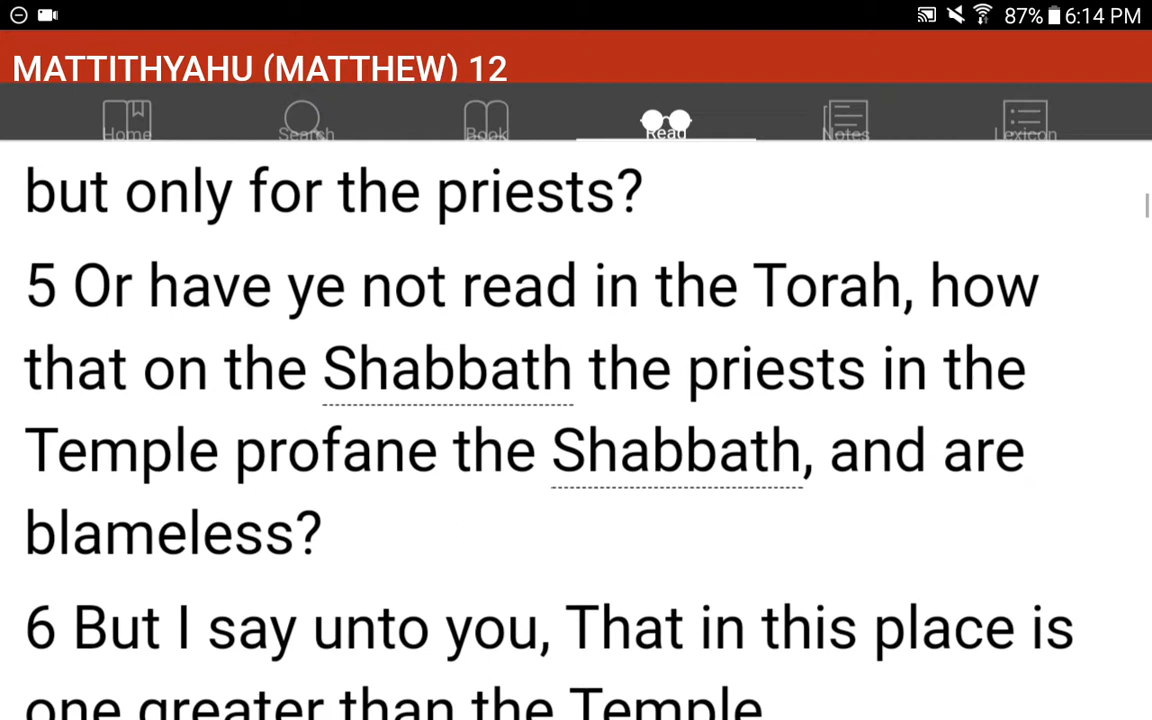 87% 6:14 PM
MATTITHYAHU (MATTHEW) 12
Home Search Book Read Notes Lexicon
but only for the priests?
5 Or have ye not read in the Torah, how
that on the Shabbath the priests in the
Temple profane the Shabbath, and are
blameless?
6 But I say unto you, That in this place is
one greater than the Temple